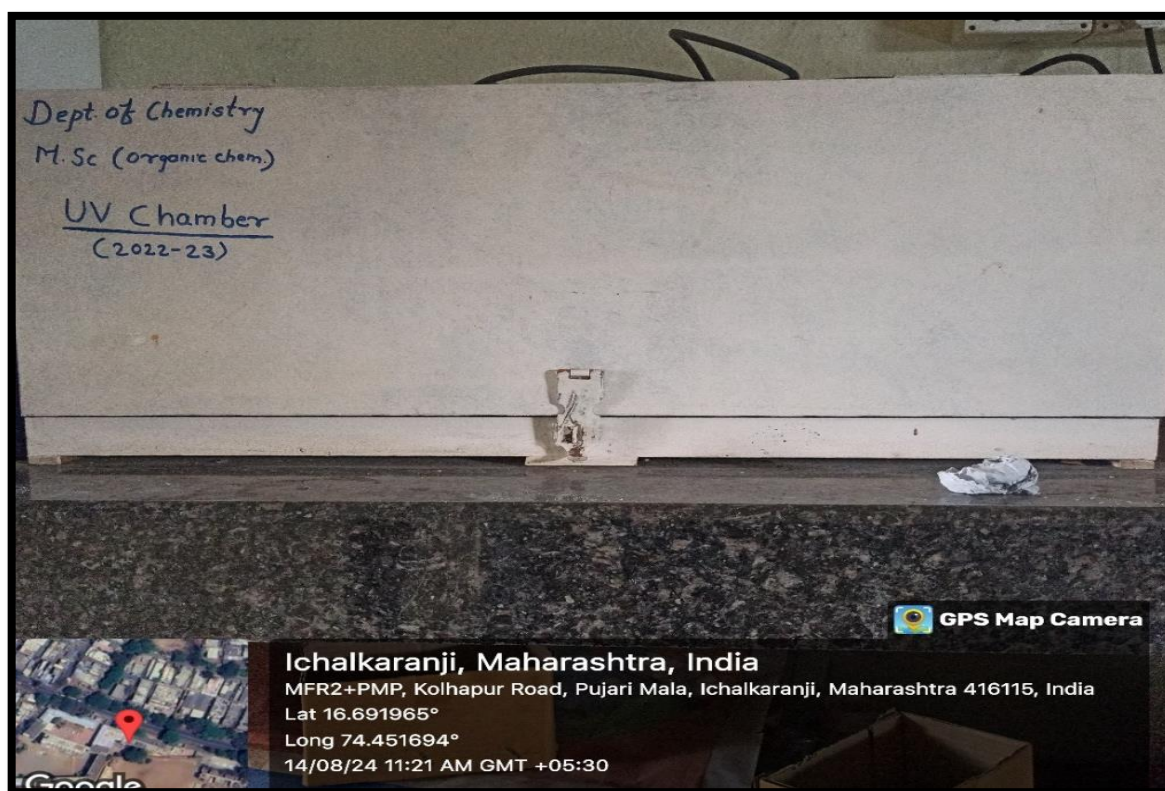 Dept. of Chemistry
M.Sc (organic chem.)
UV Chamber
(2022-23)
GPS Map Camera
Ichalkaranji, Maharashtra, India
MFR2+PMP, Kolhapur Road, Pujari Mala, Ichalkaranji, Maharashtra 416115, India
Lat 16.691965°
Long 74.451694°
14/08/24 11:21 AM GMT +05:30
Google